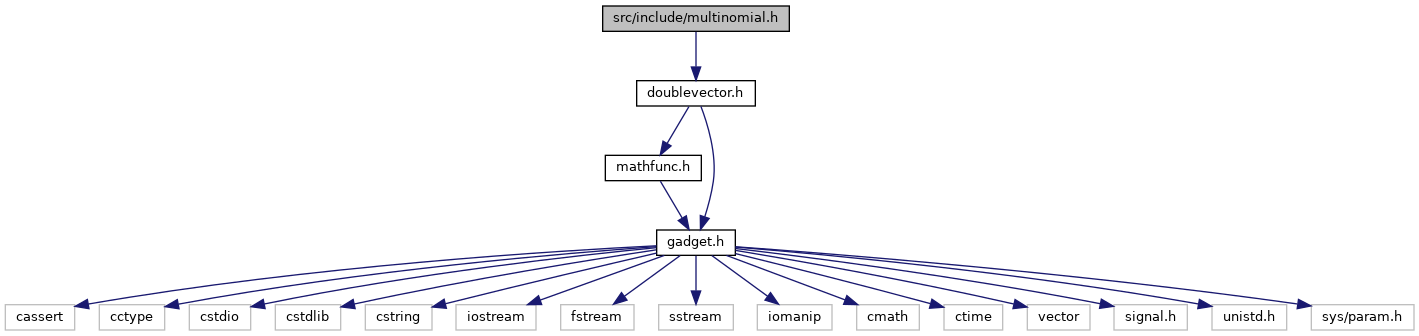 src/include/multinomial.h
doublevector.h
mathfunc.h
gadget.h
cassert
cctype
cstdio
cstdlib
cstring
iostream
fstream
sstream
iomanip
cmath
ctime
vector
signal.h
unistd.h
sys/param.h